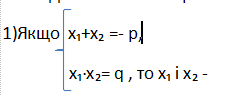 1)Якщо x₁+x₂ =- p,
x₁·x₂= q , то x₁ і x₂ -